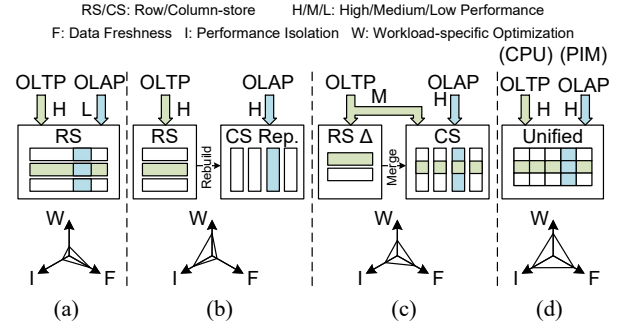 RS/CS: Row/Column-store H/M/L: High/Medium/Low Performance
F: Data Freshness I: Performance Isolation W: Workload-specific Optimization
(CPU) (PIM)
OLTP OLAP OLTP OLAP OLTP OLAP OLTP OLAP
H L H H M H H H
RS RS CS Rep. RS Δ CS Unified
Rebuild
Merge
W W W W
I F I F I F I F
(a) (b) (c) (d)